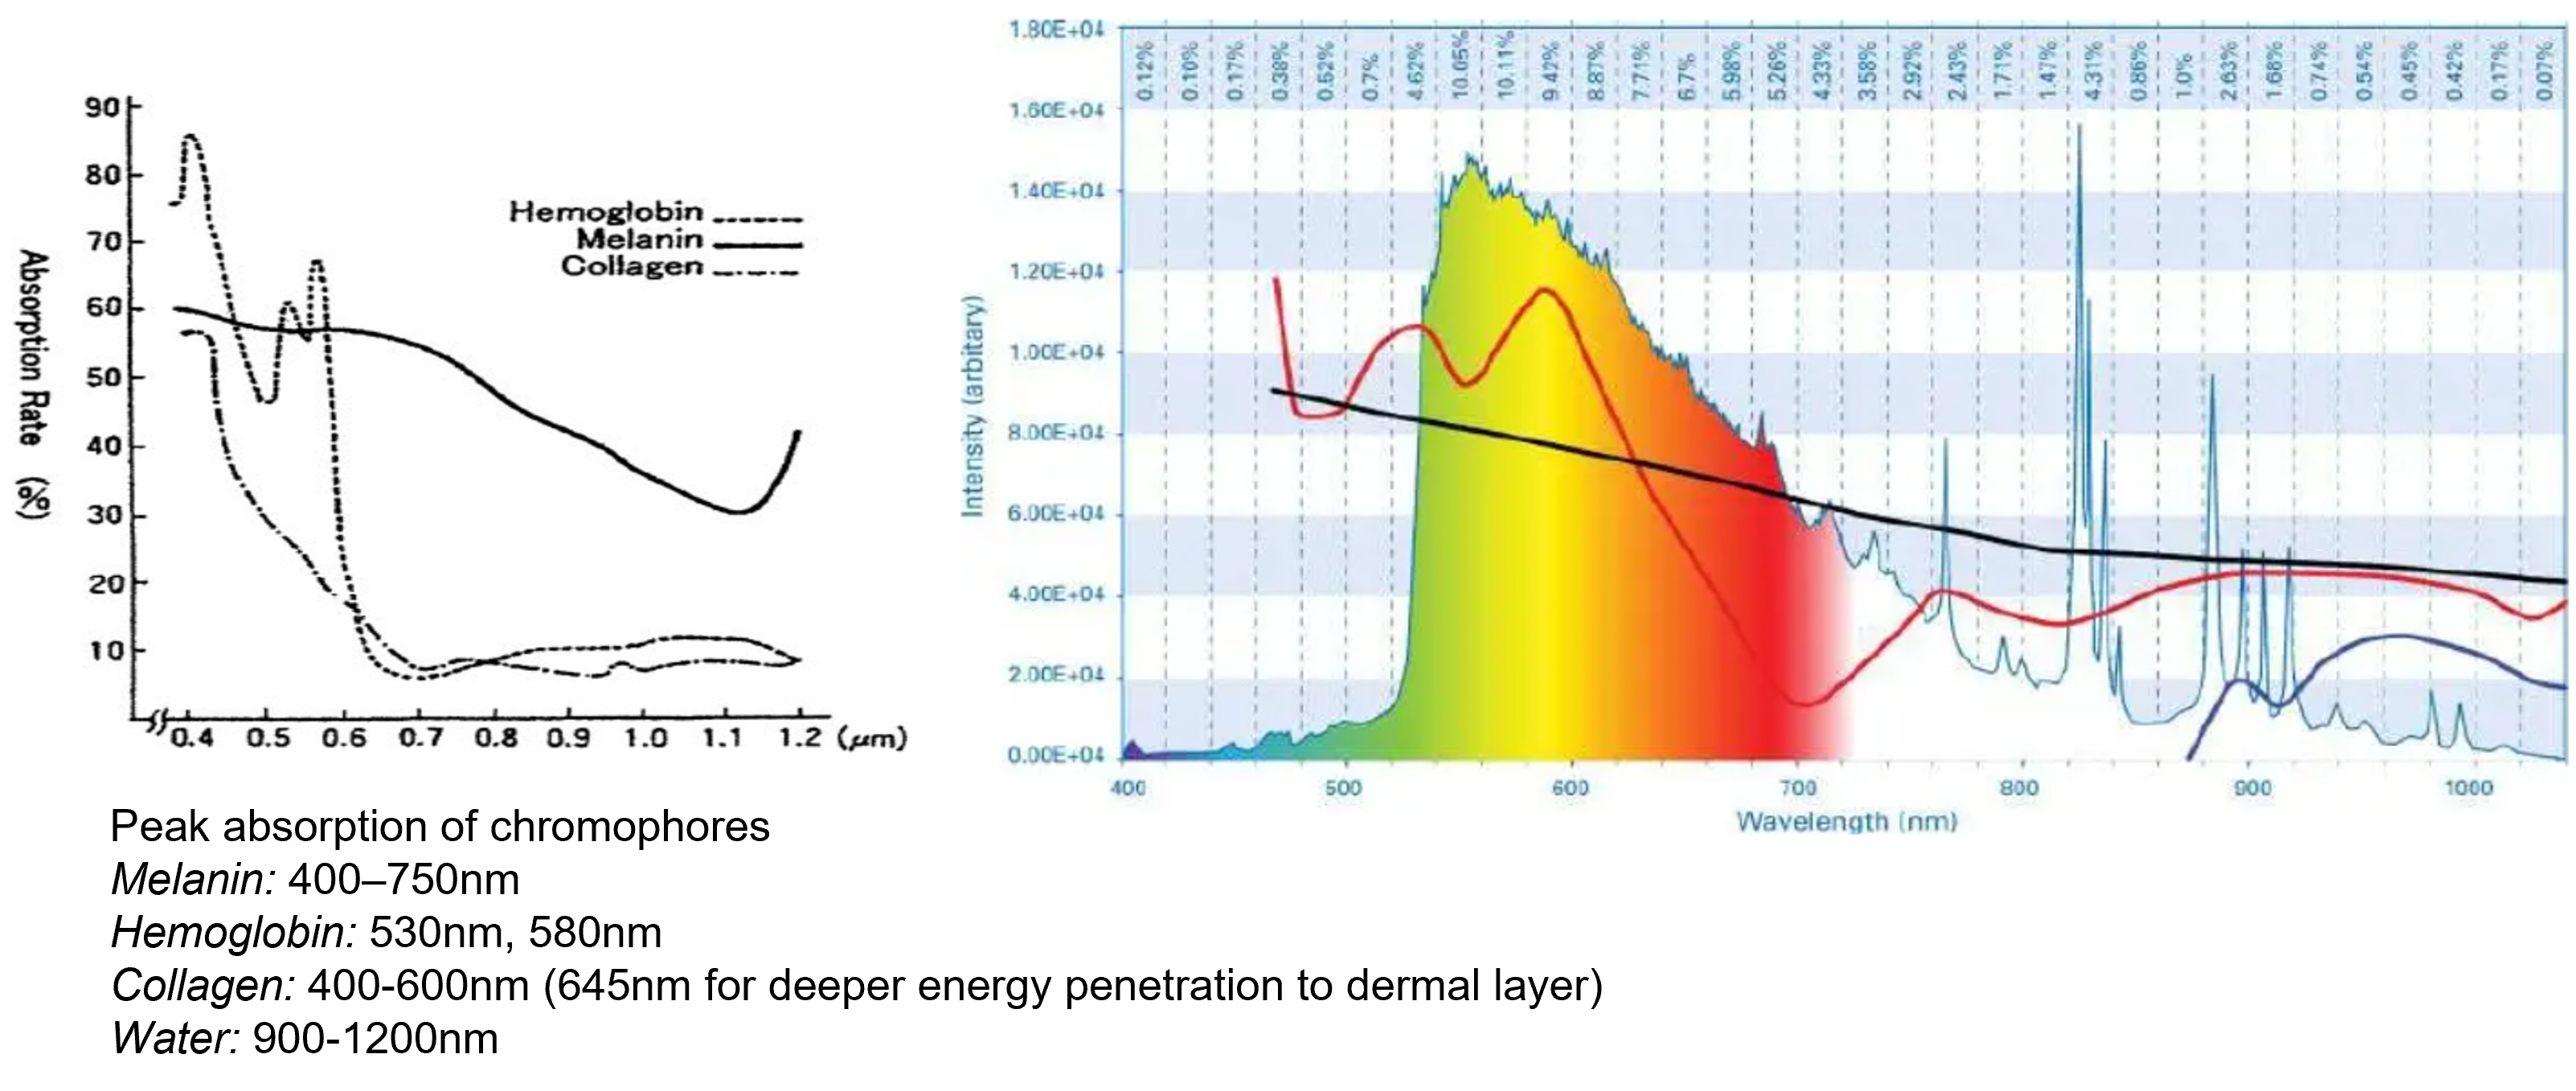 90
80
70
60
50
40
30
20
10
Absorption Rate (%)
Hemoglobin
Melanin
Collagen
0.4 0.5 0.6 0.7 0.8 0.9 1.0 1.1 1.2 (μm)
1.80E+04
1.60E+04
1.40E+04
1.20E+04
1.00E+04
8.00E+04
6.00E+04
4.00E+04
2.00E+04
0.00E+04
Intensity (arbitary)
0.12% 0.10% 0.17% 0.38% 0.52% 0.7% 4.62% 10.05% 10.11% 9.42% 8.87% 7.71% 6.7% 5.98% 5.26% 4.33% 3.58% 2.92% 2.43% 1.71% 1.47% 4.31% 0.86% 1.0% 2.63% 1.68% 0.74% 0.54% 0.45% 0.42% 0.17% 0.07%
400 500 600 700 800 900 1000
Wavelength (nm)
Peak absorption of chromophores
Melanin: 400–750nm
Hemoglobin: 530nm, 580nm
Collagen: 400-600nm (645nm for deeper energy penetration to dermal layer)
Water: 900-1200nm